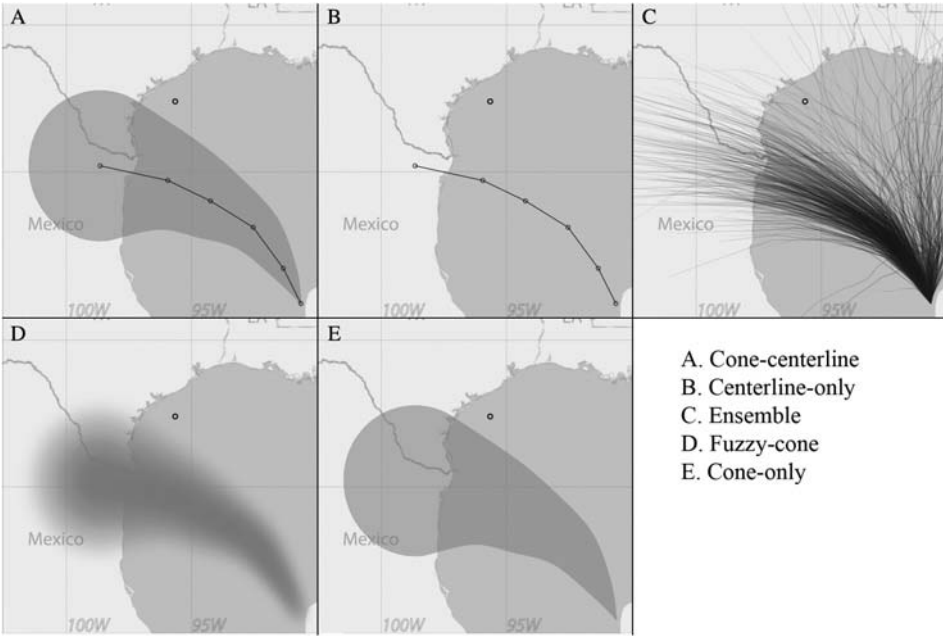 A
B
C
Mexico
100W
95W
Mexico
100W
95W
Mexico
100W
95W
D
E
A. Cone-centerline
B. Centerline-only
C. Ensemble
D. Fuzzy-cone
E. Cone-only
Mexico
100W
95W
Mexico
100W
95W